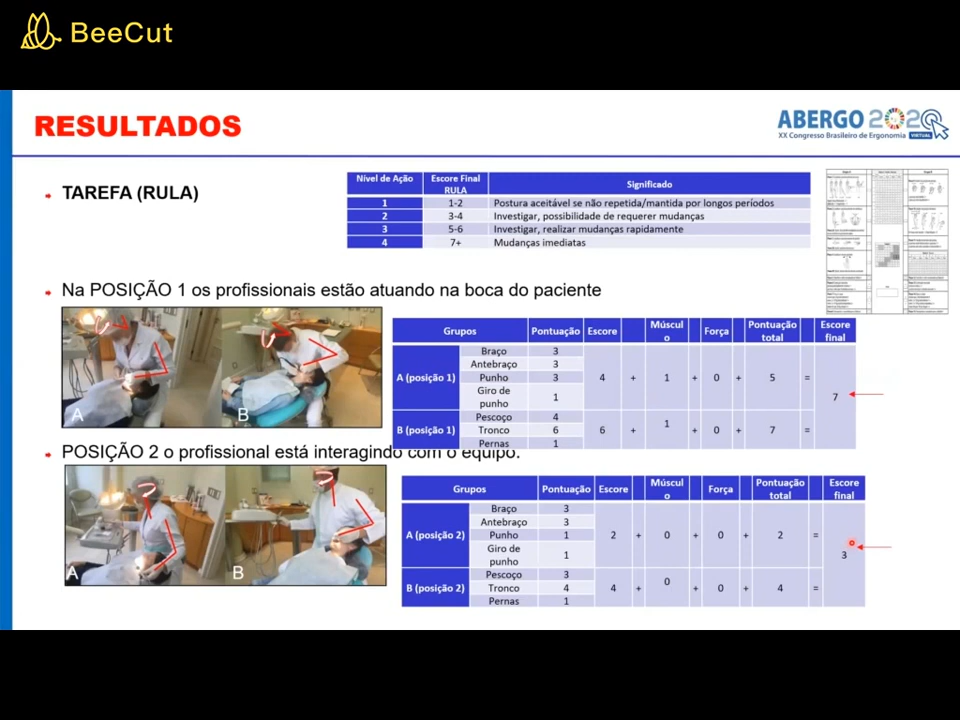 BeeCut
RESULTADOS
ABERGO 2020
XX Congresso Brasileiro de Ergonomia VIRTUAL
TAREFA (RULA)
Nível de Ação Escore Final RULA Significado
1 1-2 Postura aceitável se não repetida/mantida por longos períodos
2 3-4 Investigar, possibilidade de requerer mudanças
3 5-6 Investigar, realizar mudanças rapidamente
4 7+ Mudanças imediatas
Na POSIÇÃO 1 os profissionais estão atuando na boca do paciente
A B
Grupos Pontuação Escore Múscul o Força Pontuação total Escore final
A (posição 1) Braço 3 4 + 1 + 0 + 5 = 7
Antebraço 3
Punho 3
Giro de punho 1
B (posição 1) Pescoço 4 6 + 1 + 0 + 7 =
Tronco 6
Pernas 1
POSIÇÃO 2 o profissional está interagindo com o equipo.
A B
Grupos Pontuação Escore Múscul o Força Pontuação total Escore final
A (posição 2) Braço 3 2 + 0 + 0 + 2 = 3
Antebraço 3
Punho 1
Giro de punho 1
B (posição 2) Pescoço 3 4 + 0 + 0 + 4 =
Tronco 4
Pernas 1